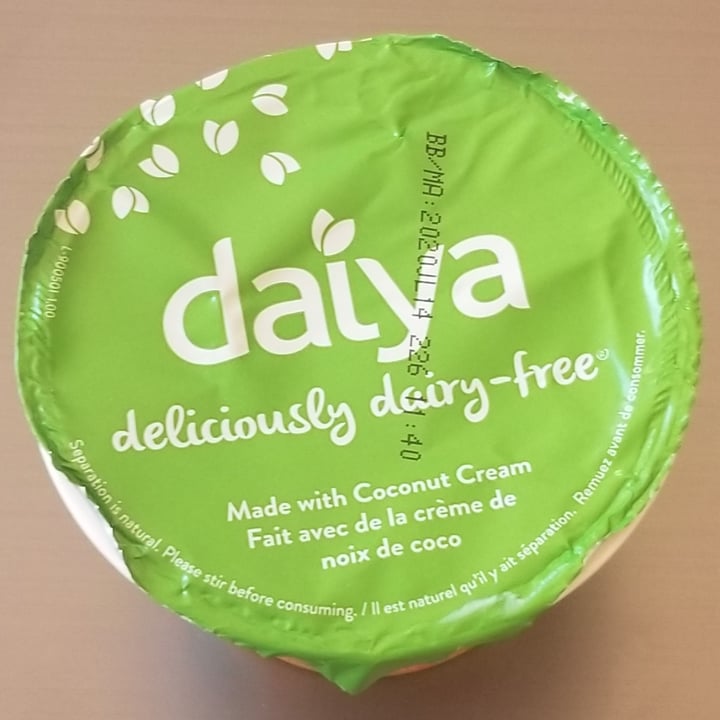 daiya
deliciously dairy-free®
Made with Coconut Cream
Fait avec de la crème de
noix de coco
Separation is natural. Please stir before consuming. / Il est naturel qu'il y ait séparation. Remuez avant de consommer.
BB/MA:2020JL14 226 11:40